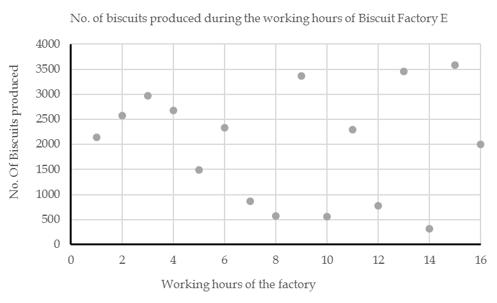 No. of biscuits produced during the working hours of Biscuit Factory E
No. Of Biscuits produced
4000
3500
3000
2500
2000
1500
1000
500
0
0 2 4 6 8 10 12 14 16
Working hours of the factory